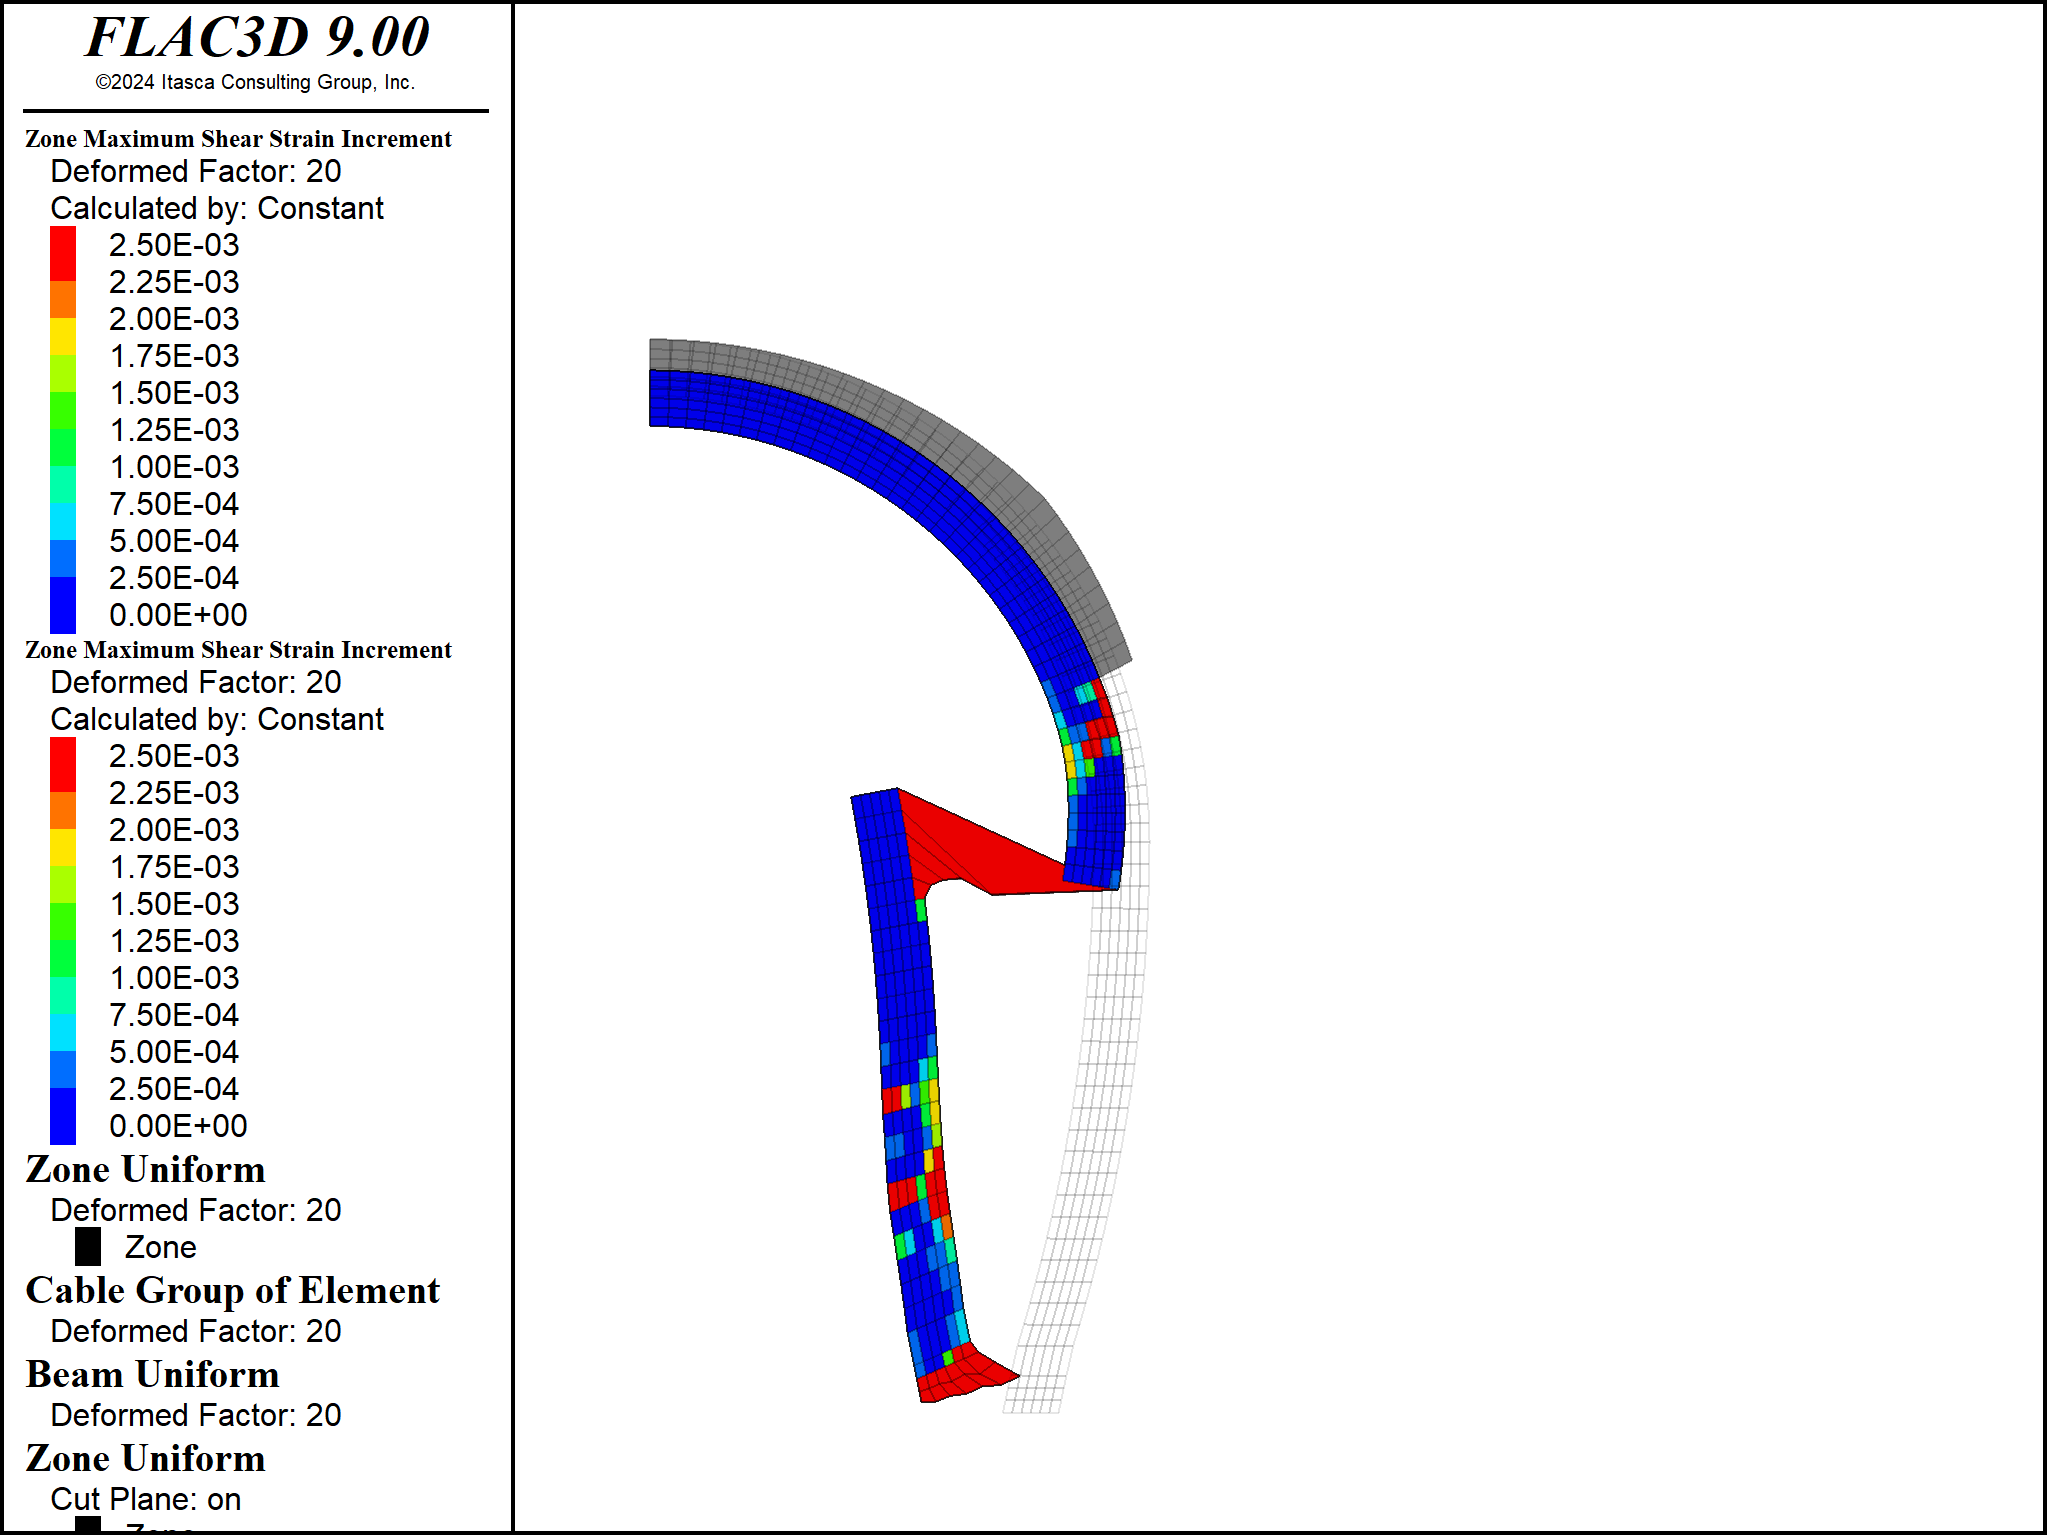 FLAC3D 9.00
©2024 Itasca Consulting Group, Inc.
Zone Maximum Shear Strain Increment
Deformed Factor: 20
Calculated by: Constant
2.50E-03
2.25E-03
2.00E-03
1.75E-03
1.50E-03
1.25E-03
1.00E-03
7.50E-04
5.00E-04
2.50E-04
0.00E+00
Zone Maximum Shear Strain Increment
Deformed Factor: 20
Calculated by: Constant
2.50E-03
2.25E-03
2.00E-03
1.75E-03
1.50E-03
1.25E-03
1.00E-03
7.50E-04
5.00E-04
2.50E-04
0.00E+00
Zone Uniform
Deformed Factor: 20
Zone
Cable Group of Element
Deformed Factor: 20
Beam Uniform
Deformed Factor: 20
Zone Uniform
Cut Plane: on